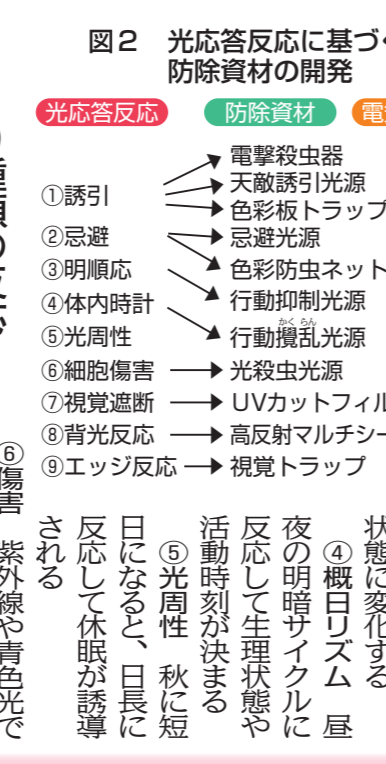 図2　光応答反応に基づく
防除資材の開発
光応答反応
防除資材
①誘引
②忌避
③明順応
④体内時計
⑤光周性
⑥細胞傷害
⑦視覚遮断
⑧背光反応
⑨エッジ反応
電撃殺虫器
天敵誘引光源
色彩板トラップ
忌避光源
色彩防虫ネット
行動抑制光源
行動攪乱光源
かく らん
光殺虫光源
UVカットフィル
高反射マルチシー
視覚トラップ
状態に変化する
④概日リズム　昼
夜の明暗サイクルに
反応して生理状態や
活動時刻が決まる
⑤光周性　秋に短
日になると、日長に
反応して休眠が誘導
される
⑥傷害　紫外線や青色光で